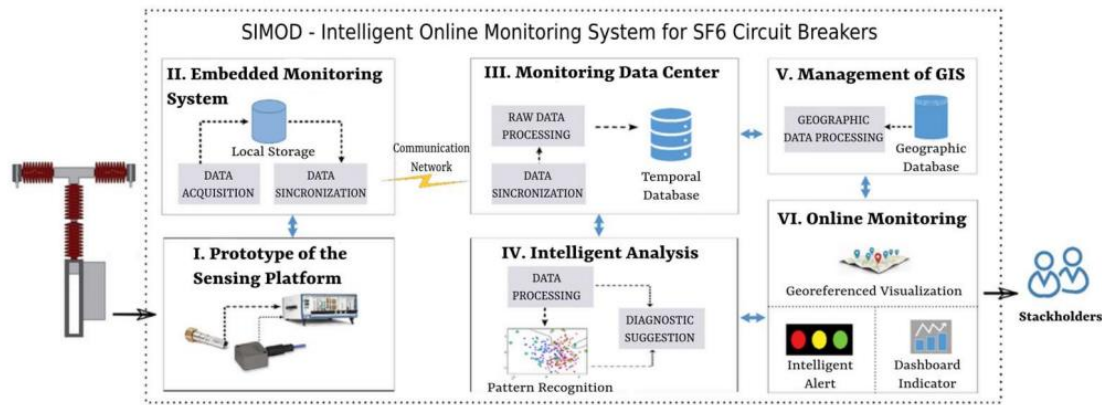 SIMOD - Intelligent Online Monitoring System for SF6 Circuit Breakers
II. Embedded Monitoring
System
Local Storage
DATA
ACQUISITION
DATA
SINCRONIZATION
Communication
Network
III. Monitoring Data Center
RAW DATA
PROCESSING
DATA
SINCRONIZATION
Temporal
Database
V. Management of GIS
GEOGRAPHIC
DATA PROCESSING
Geographic
Database
I. Prototype of the
Sensing Platform
IV. Intelligent Analysis
DATA
PROCESSING
DIAGNOSTIC
SUGGESTION
Pattern Recognition
VI. Online Monitoring
Georeferenced Visualization
Intelligent
Alert
Dashboard
Indicator
Stackholders